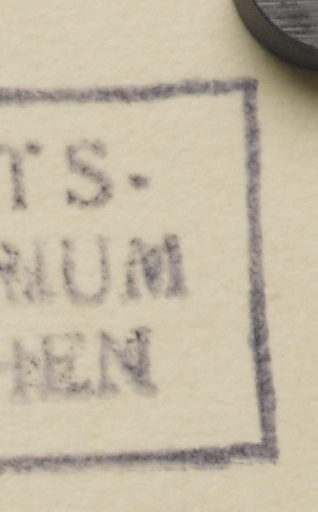 TS-
RIUM
HEN